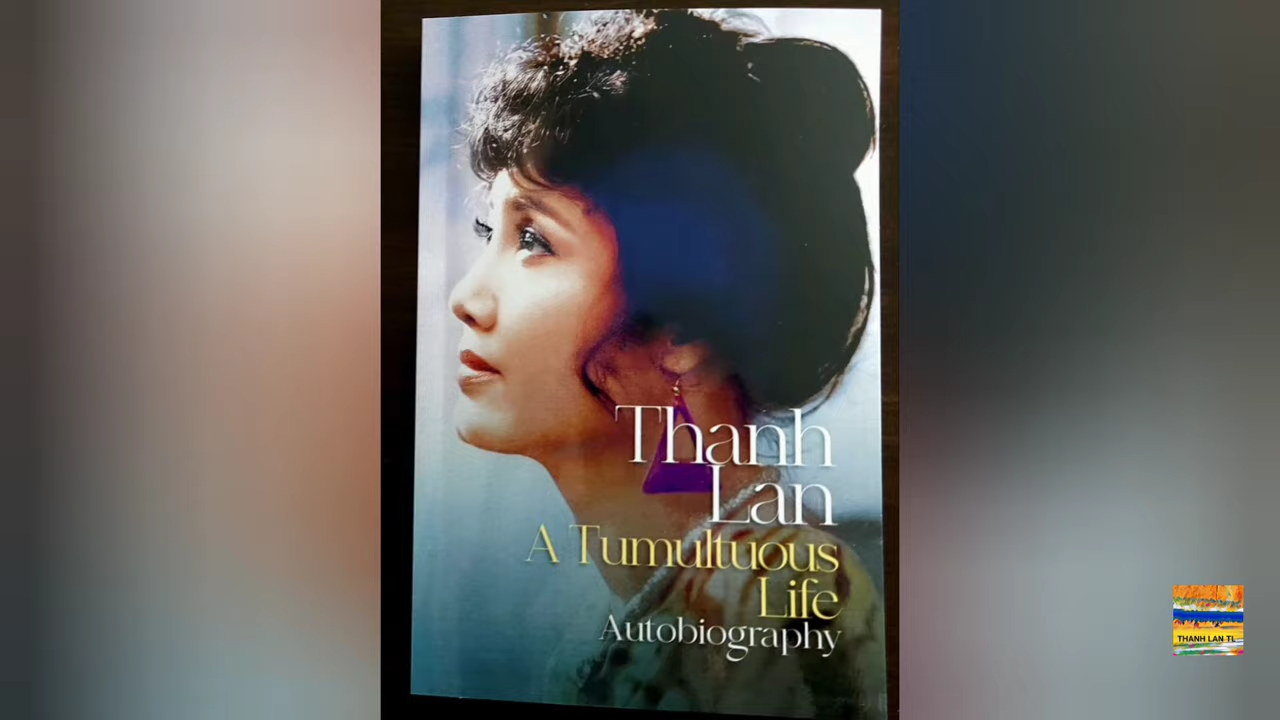 Thanh
Lan
A Tumultuous
Life
Autobiography
THANH LAN TL